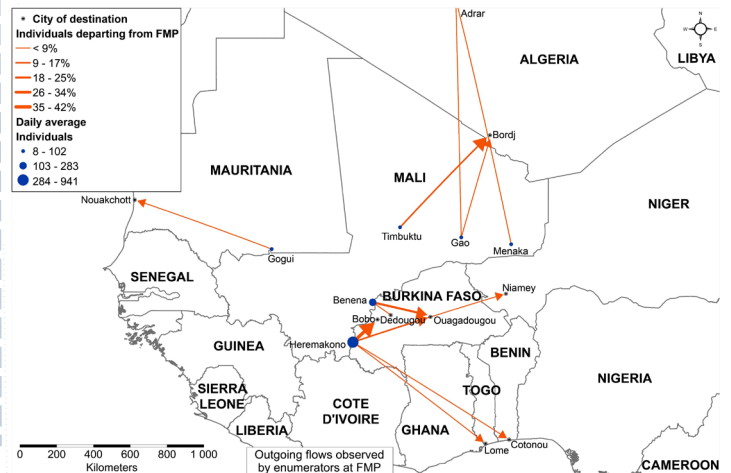 * City of destination
Individuals departing from FMP
< 9%
9 - 17%
18 - 25%
26 - 34%
35 - 42%
Daily average
Individuals
8 - 102
103 - 283
284 - 941
Adrar
N
W
E
S
ALGERIA
LIBYA
Bordj
MAURITANIA
MALI
NIGER
Nouakchott
Timbuktu
Gao
Menaka
Gogui
SENEGAL
Niamey
Benena
BURKINA FASO
Bobo
Dedougou
Ouagadougou
Heremakono
GUINEA
BENIN
SIERRA
LEONE
TOGO
NIGERIA
COTE
D'IVOIRE
LIBERIA
GHANA
Cotonou
Lome
CAMEROON
0 200 400 600 800 1 000
Kilometers
Outgoing flows observed
by enumerators at FMP